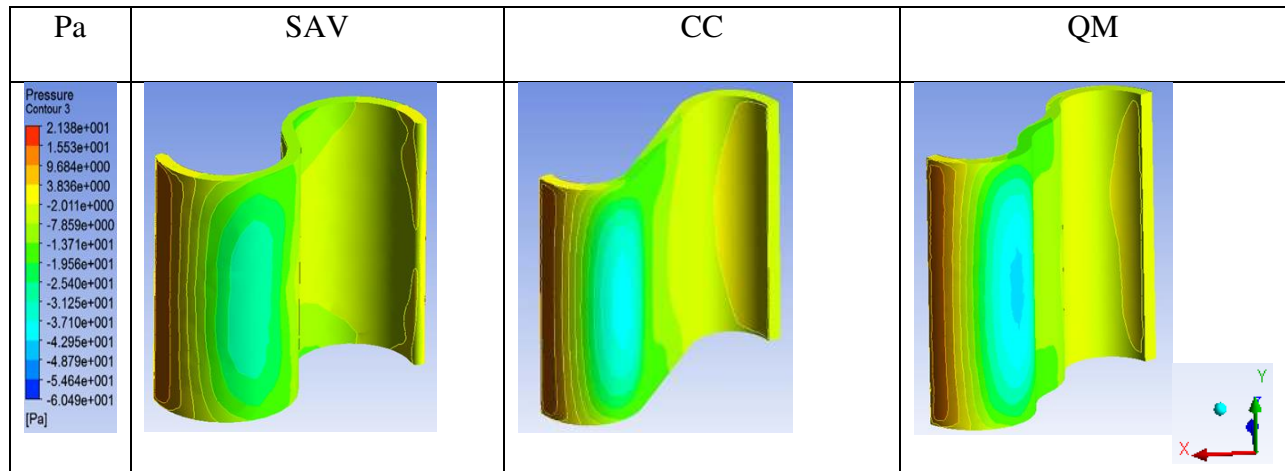 Pa SAV CC QM
Pressure
Contour 3
2.138e+001
1.553e+001
9.684e+000
3.836e+000
-2.011e+000
-7.859e+000
-1.371e+001
-1.956e+001
-2.540e+001
-3.125e+001
-3.710e+001
-4.295e+001
-4.879e+001
-5.464e+001
-6.049e+001
[Pa]
Y
Z
X